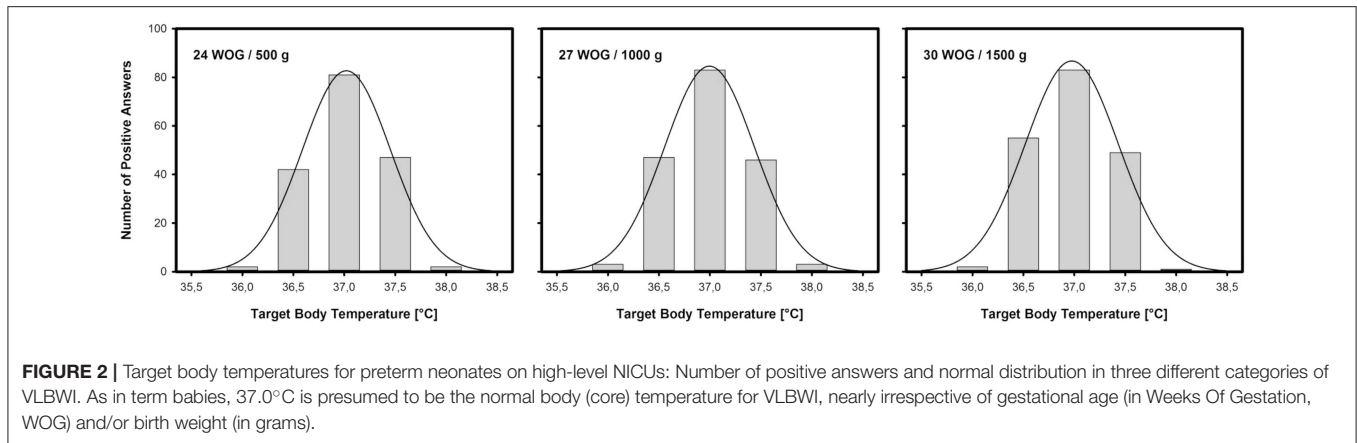 100
80
60
40
20
0
Number of Positive Answers
24 WOG / 500 g
35,5 36,0 36,5 37,0 37,5 38,0 38,5
Target Body Temperature [°C]
27 WOG / 1000 g
35,5 36,0 36,5 37,0 37,5 38,0 38,5
Target Body Temperature [°C]
30 WOG / 1500 g
35,5 36,0 36,5 37,0 37,5 38,0 38,5
Target Body Temperature [°C]
FIGURE 2 | Target body temperatures for preterm neonates on high-level NICUs: Number of positive answers and normal distribution in three different categories of
VLBWI. As in term babies, 37.0°C is presumed to be the normal body (core) temperature for VLBWI, nearly irrespective of gestational age (in Weeks Of Gestation,
WOG) and/or birth weight (in grams).